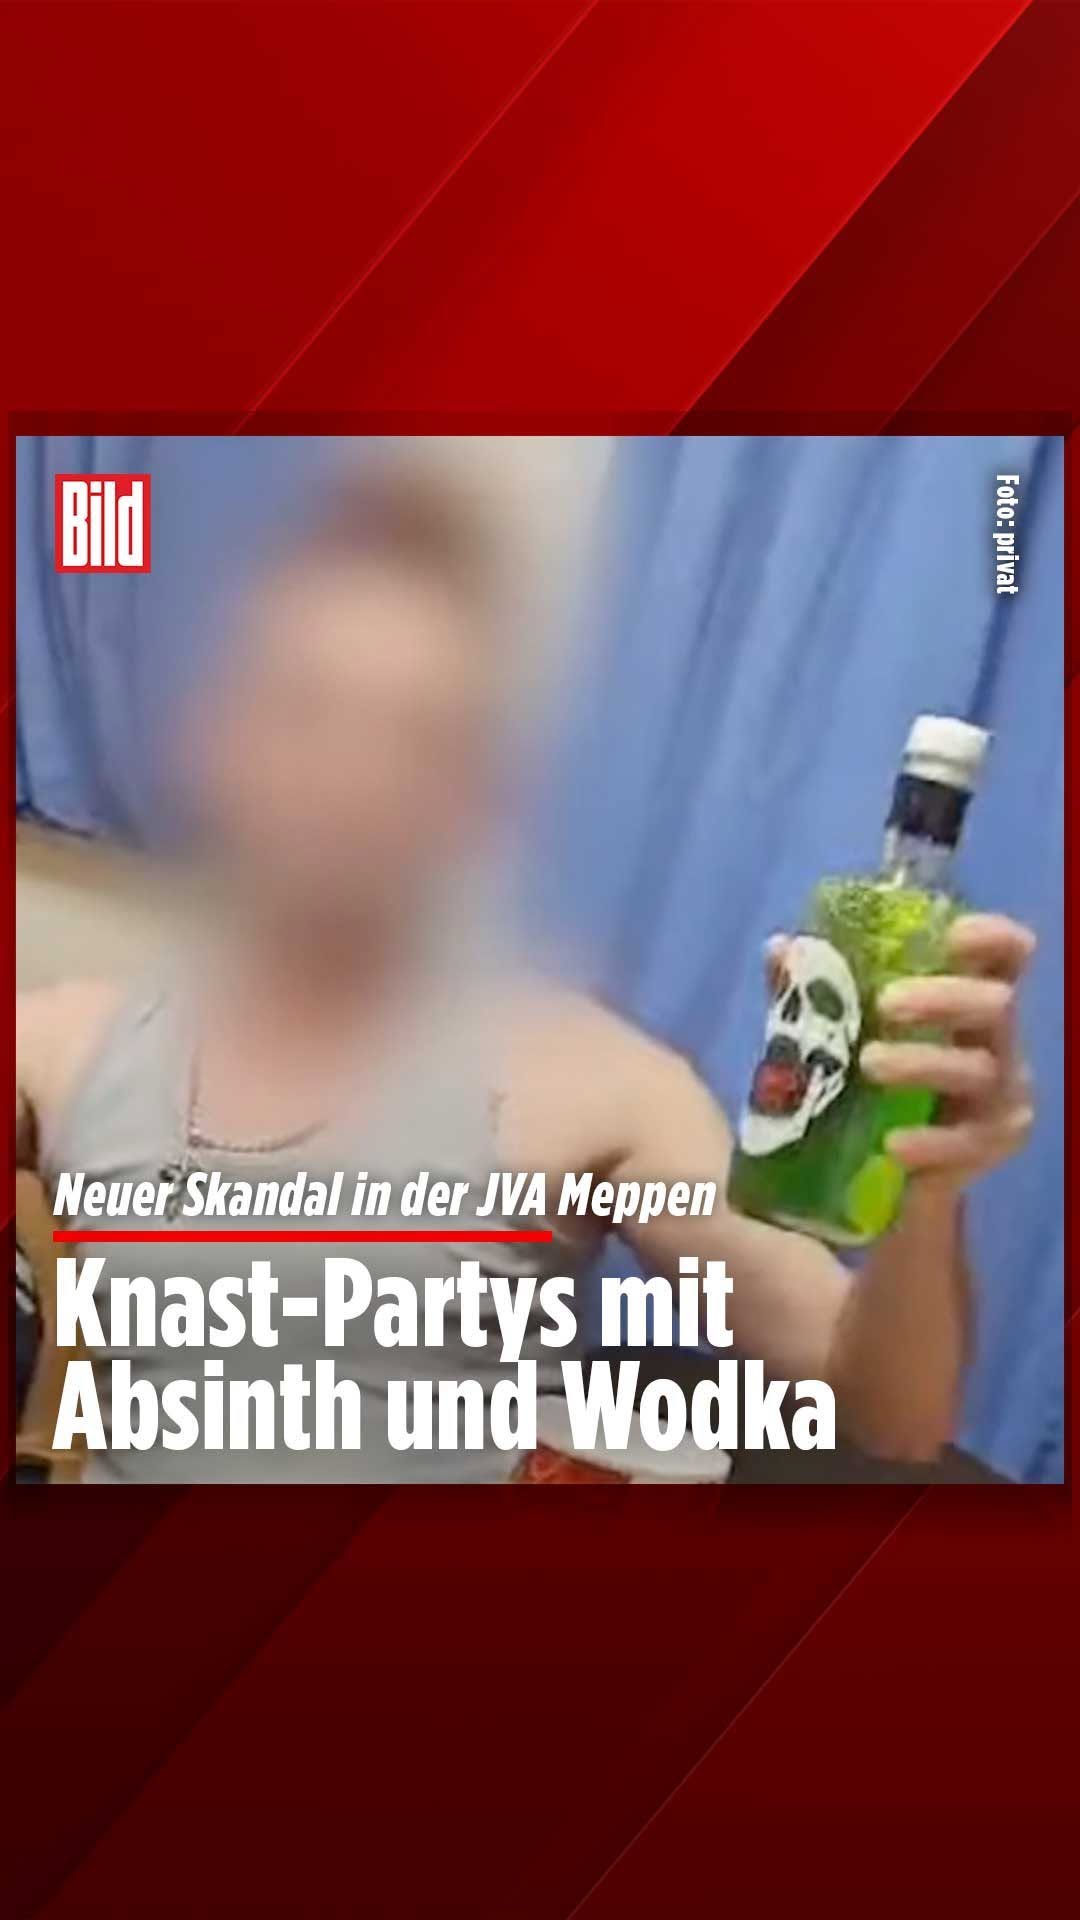 Bild
Foto: privat
Neuer Skandal in der JVA Meppen
Knast-Partys mit
Absinth und Wodka